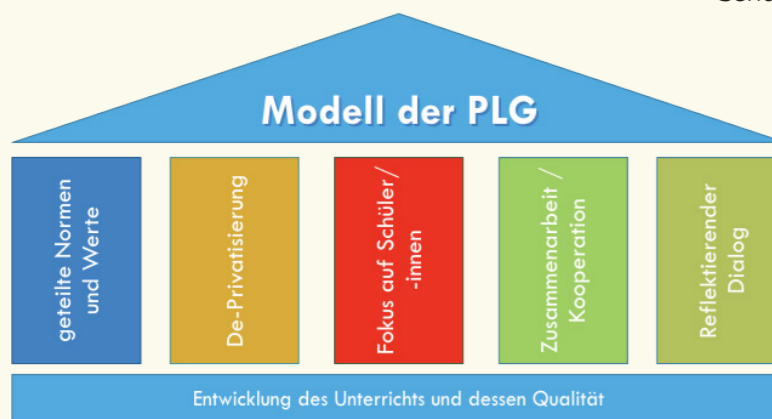 Modell der PLG
geteilte Normen
und Werte
De-Privatisierung
Fokus auf Schüler/
-innen
Zusammenarbeit /
Kooperation
Reflektierender
Dialog
Entwicklung des Unterrichts und dessen Qualität